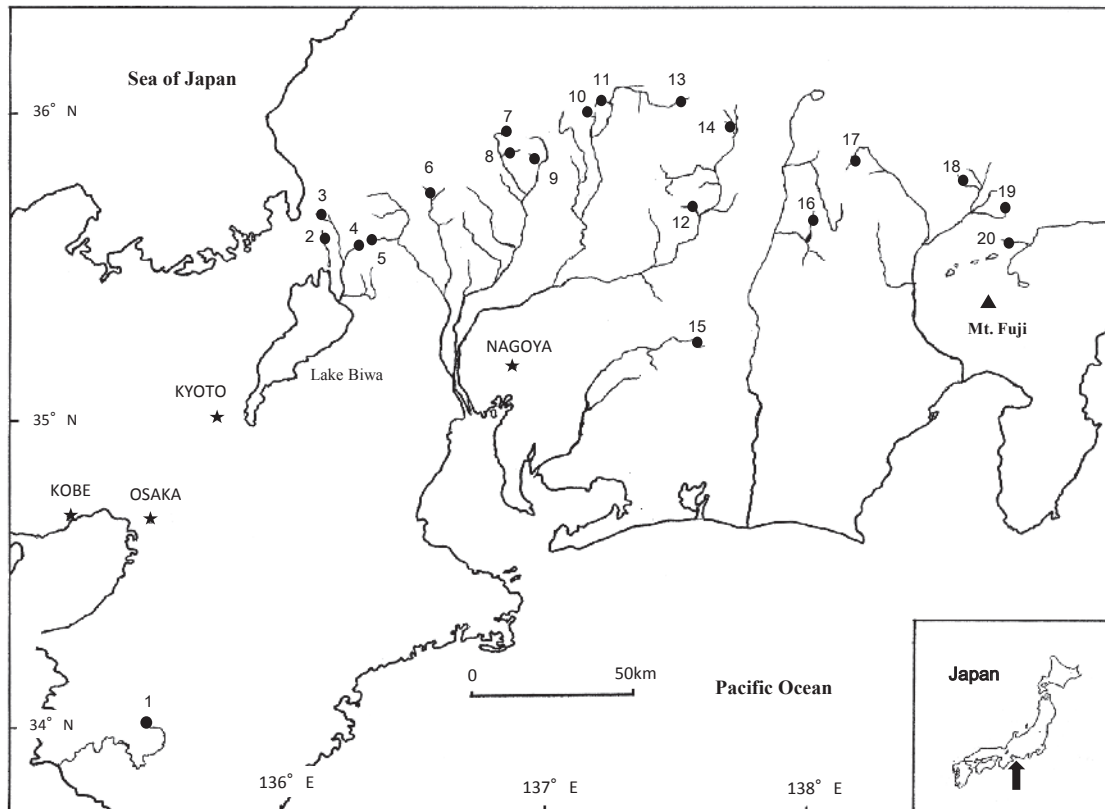 Sea of Japan
36° N
11
13
10
7
14
8
9
17
6
18
3
19
12
16
2
4
5
20
Mt. Fuji
15
NAGOYA
Lake Biwa
KYOTO
35° N
KOBE
OSAKA
0
50km
Pacific Ocean
Japan
1
34° N
136° E
137° E
138° E